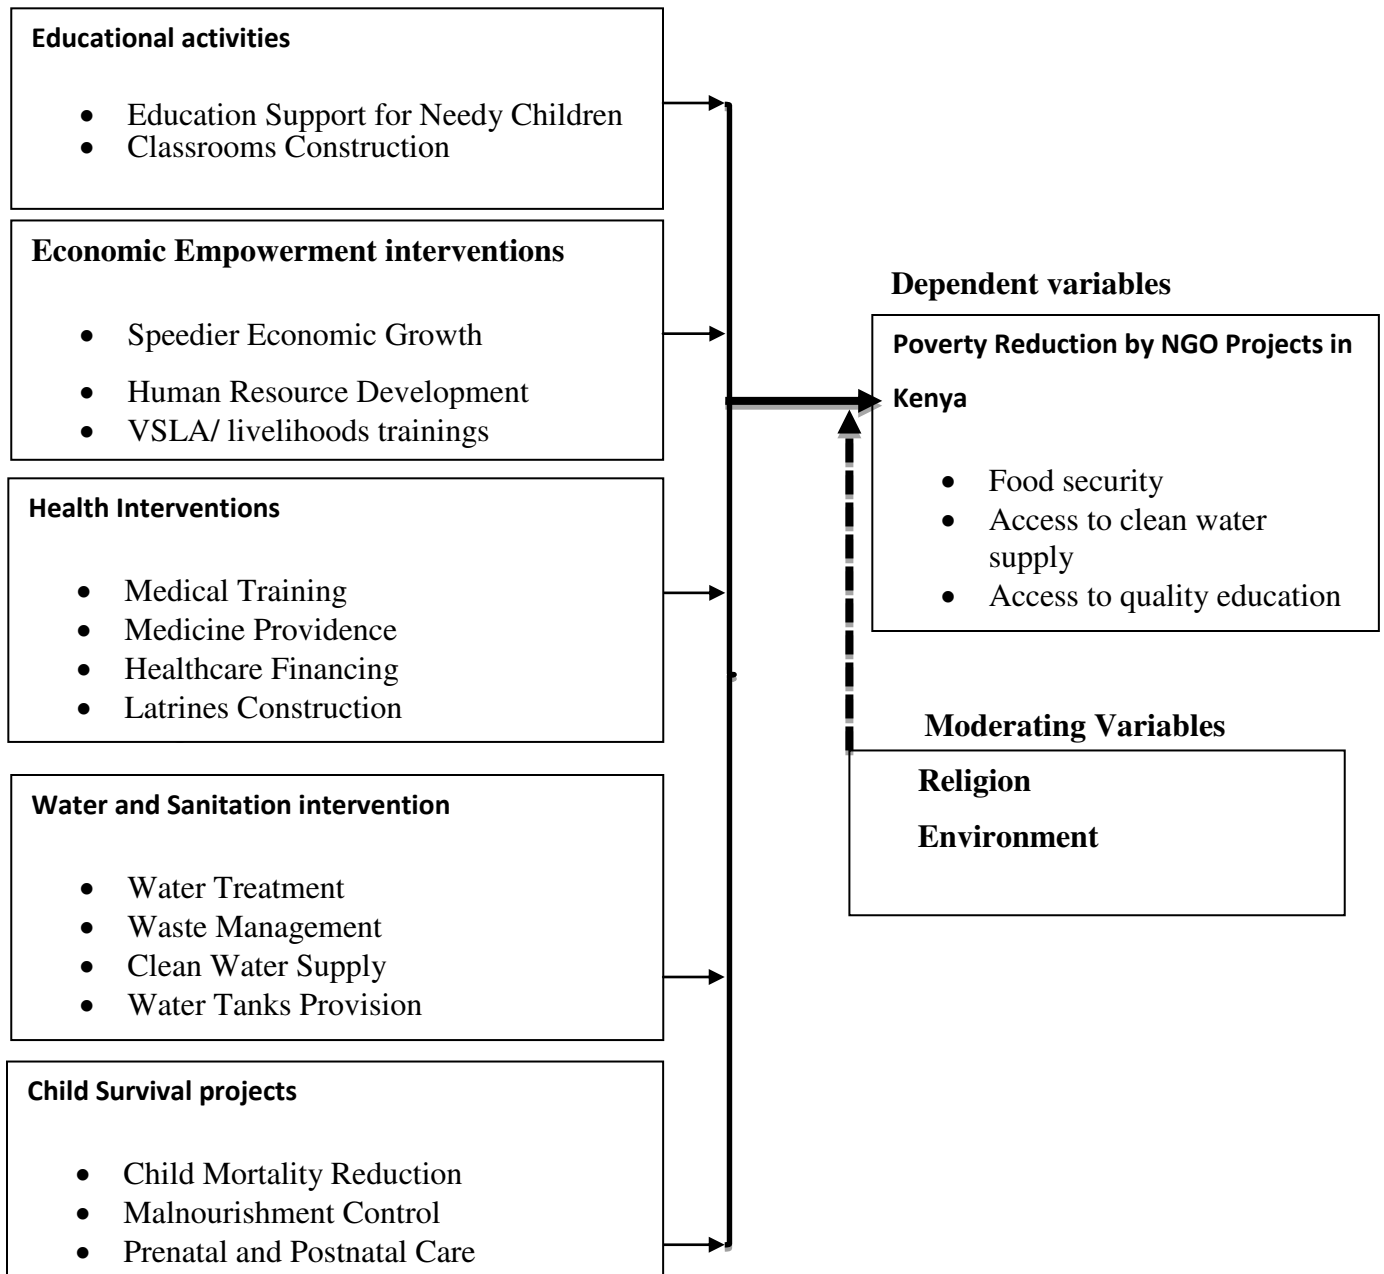 Educational activities
• Education Support for Needy Children
• Classrooms Construction
Economic Empowerment interventions
• Speedier Economic Growth
• Human Resource Development
• VSLA/ livelihoods trainings
Health Interventions
• Medical Training
• Medicine Providence
• Healthcare Financing
• Latrines Construction
Water and Sanitation intervention
• Water Treatment
• Waste Management
• Clean Water Supply
• Water Tanks Provision
Child Survival projects
• Child Mortality Reduction
• Malnourishment Control
• Prenatal and Postnatal Care
Dependent variables
Poverty Reduction by NGO Projects in
Kenya
• Food security
• Access to clean water
supply
• Access to quality education
Moderating Variables
Religion
Environment